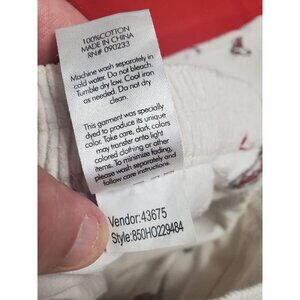 100%COTTON
MADE IN CHINA
RN# 090233
Machine wash separately in
cold water. Do not bleach.
Tumble dry low. Cool iron
as needed. Do not dry
clean.
This garment was specially
dyed to produce its unique
color. Take care, dark colors
may transfer onto light
colored clothing or other
items. To minimize fading,
please wash separately and
follow care instructions.
Vendor:43675
Style:850HO229484